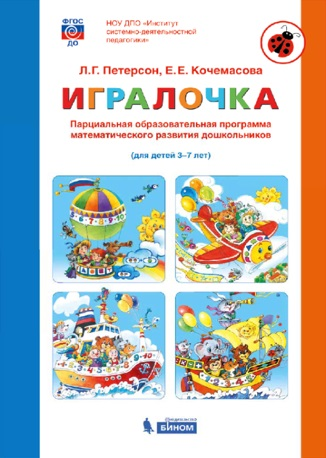 ФГОС
ДО
НОУ ДПО «Институт
системно-деятельностной
педагогики»
Л.Г. Петерсон, Е.Е. Кочемасова
ИГРАЛОЧКА
Парциальная образовательная программа
математического развития дошкольников
(для детей 3–7 лет)
БИНОМ